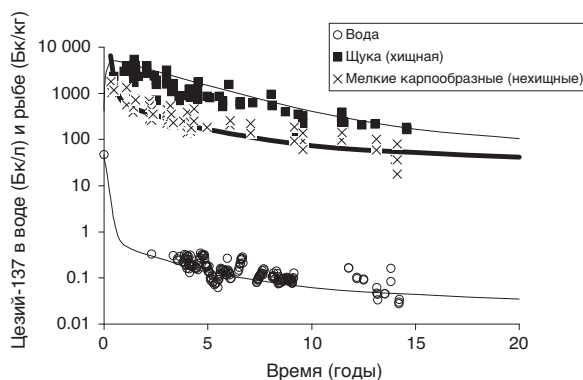 Цезий-137 в воде (Бк/л) и рыбе (Бк/кг)
10 000
1000
100
10
1
0.1
0.01
0
5
10
15
20
Время (годы)
Вода
Щука (хищная)
Мелкие карпообразные (нехищные)